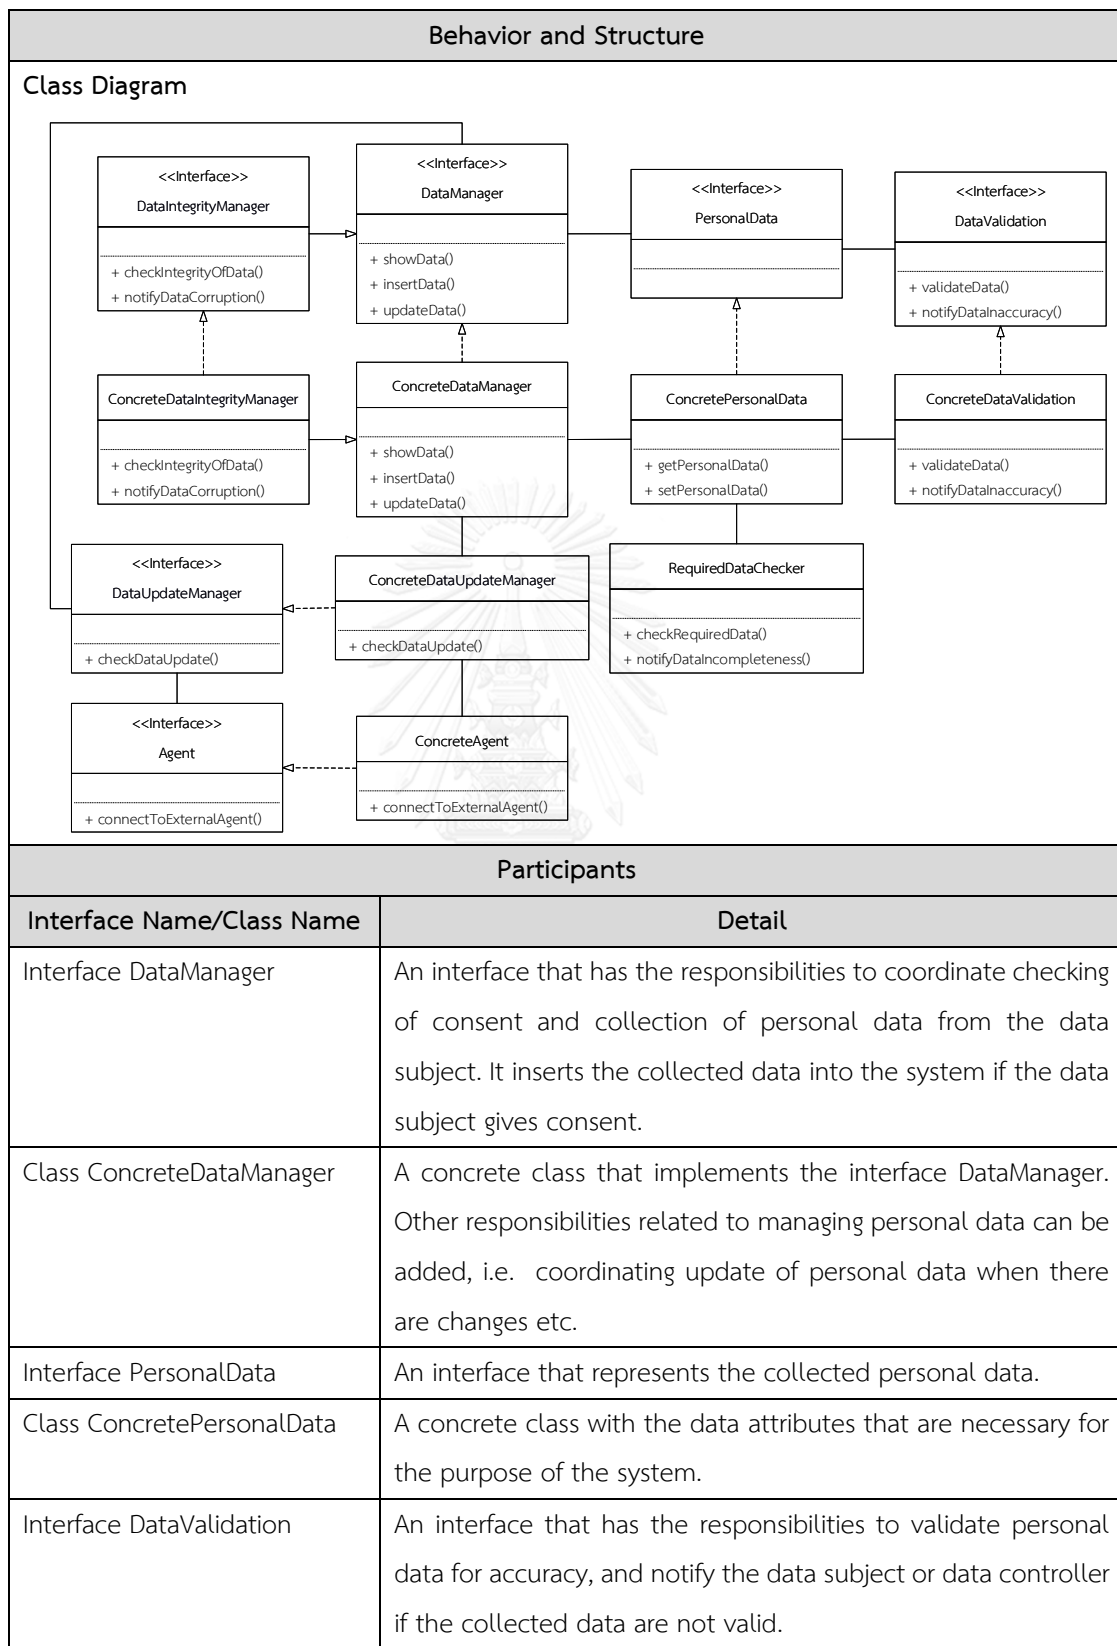 Behavior and Structure
Class Diagram
<<Interface>>
DataIntegrityManager
+ checkIntegrityOfData()
+ notifyDataCorruption()
<<Interface>>
DataManager
+ showData()
+ insertData()
+ updateData()
<<Interface>>
PersonalData
<<Interface>>
DataValidation
+ validateData()
+ notifyDataInaccuracy()
ConcreteDataIntegrityManager
+ checkIntegrityOfData()
+ notifyDataCorruption()
ConcreteDataManager
+ showData()
+ insertData()
+ updateData()
ConcretePersonalData
+ getPersonalData()
+ setPersonalData()
ConcreteDataValidation
+ validateData()
+ notifyDataInaccuracy()
<<Interface>>
DataUpdateManager
+ checkDataUpdate()
ConcreteDataUpdateManager
+ checkDataUpdate()
RequiredDataChecker
+ checkRequiredData()
+ notifyDataIncompleteness()
<<Interface>>
Agent
+ connectToExternalAgent()
ConcreteAgent
+ connectToExternalAgent()
Participants
Interface Name/Class Name
Detail
Interface DataManager
An interface that has the responsibilities to coordinate checking
of consent and collection of personal data from the data
subject. It inserts the collected data into the system if the data
subject gives consent.
Class ConcreteDataManager
A concrete class that implements the interface DataManager.
Other responsibilities related to managing personal data can be
added, i.e. coordinating update of personal data when there
are changes etc.
Interface PersonalData
An interface that represents the collected personal data.
Class ConcretePersonalData
A concrete class with the data attributes that are necessary for
the purpose of the system.
Interface DataValidation
An interface that has the responsibilities to validate personal
data for accuracy, and notify the data subject or data controller
if the collected data are not valid.